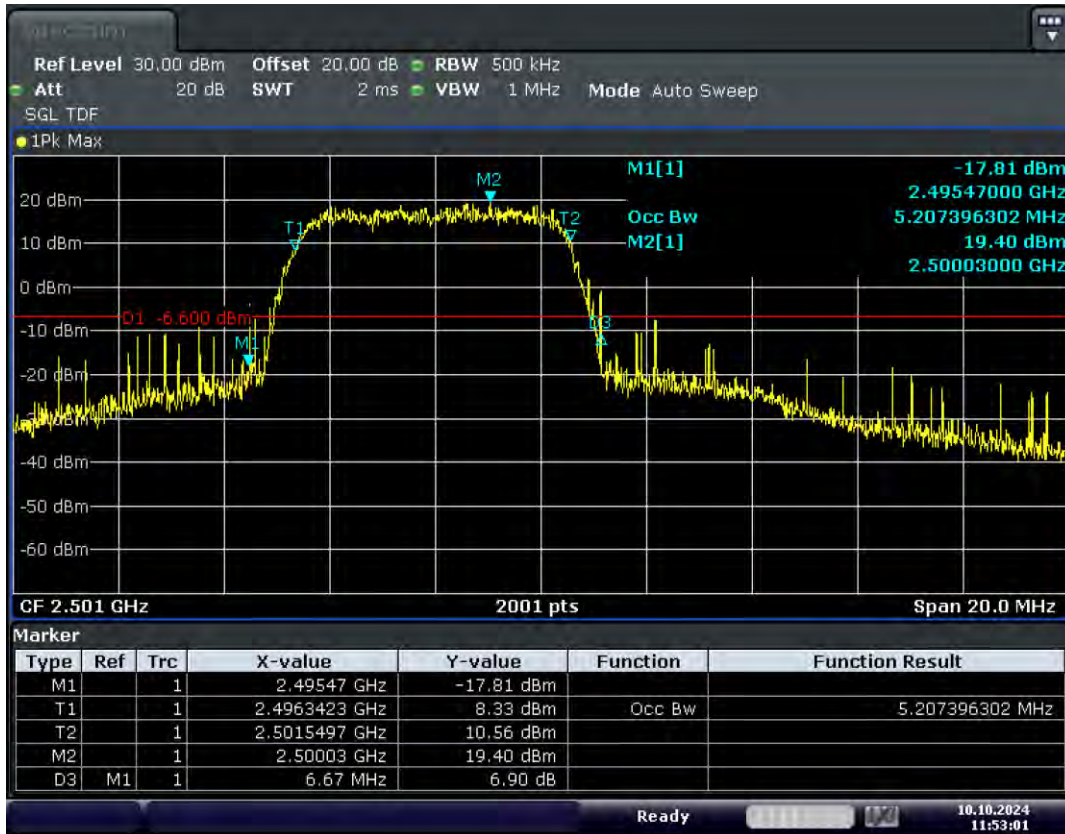 Spectrum
Ref Level 30.00 dBm Offset 20.00 dB RBW 500 kHz
Att 20 dB SWT 2 ms VBW 1 MHz Mode Auto Sweep
SGL TDF
1Pk Max
M1[1] -17.81 dBm
2.49547000 GHz
Occ Bw 5.207396302 MHz
M2[1] 19.40 dBm
2.50003000 GHz
M2
20 dBm
T1
T2
10 dBm
0 dBm
D1 -6.600 dBm
D3
-10 dBm
M1
-20 dBm
-30 dBm
-40 dBm
-50 dBm
-60 dBm
CF 2.501 GHz 2001 pts Span 20.0 MHz
Marker
Type Ref Trc X-value Y-value Function Function Result
M1 1 2.49547 GHz -17.81 dBm
T1 1 2.4963423 GHz 8.33 dBm Occ Bw 5.207396302 MHz
T2 1 2.5015497 GHz 10.56 dBm
M2 1 2.50003 GHz 19.40 dBm
D3 M1 1 6.67 MHz 6.90 dB
Ready
10.10.2024
11:53:01